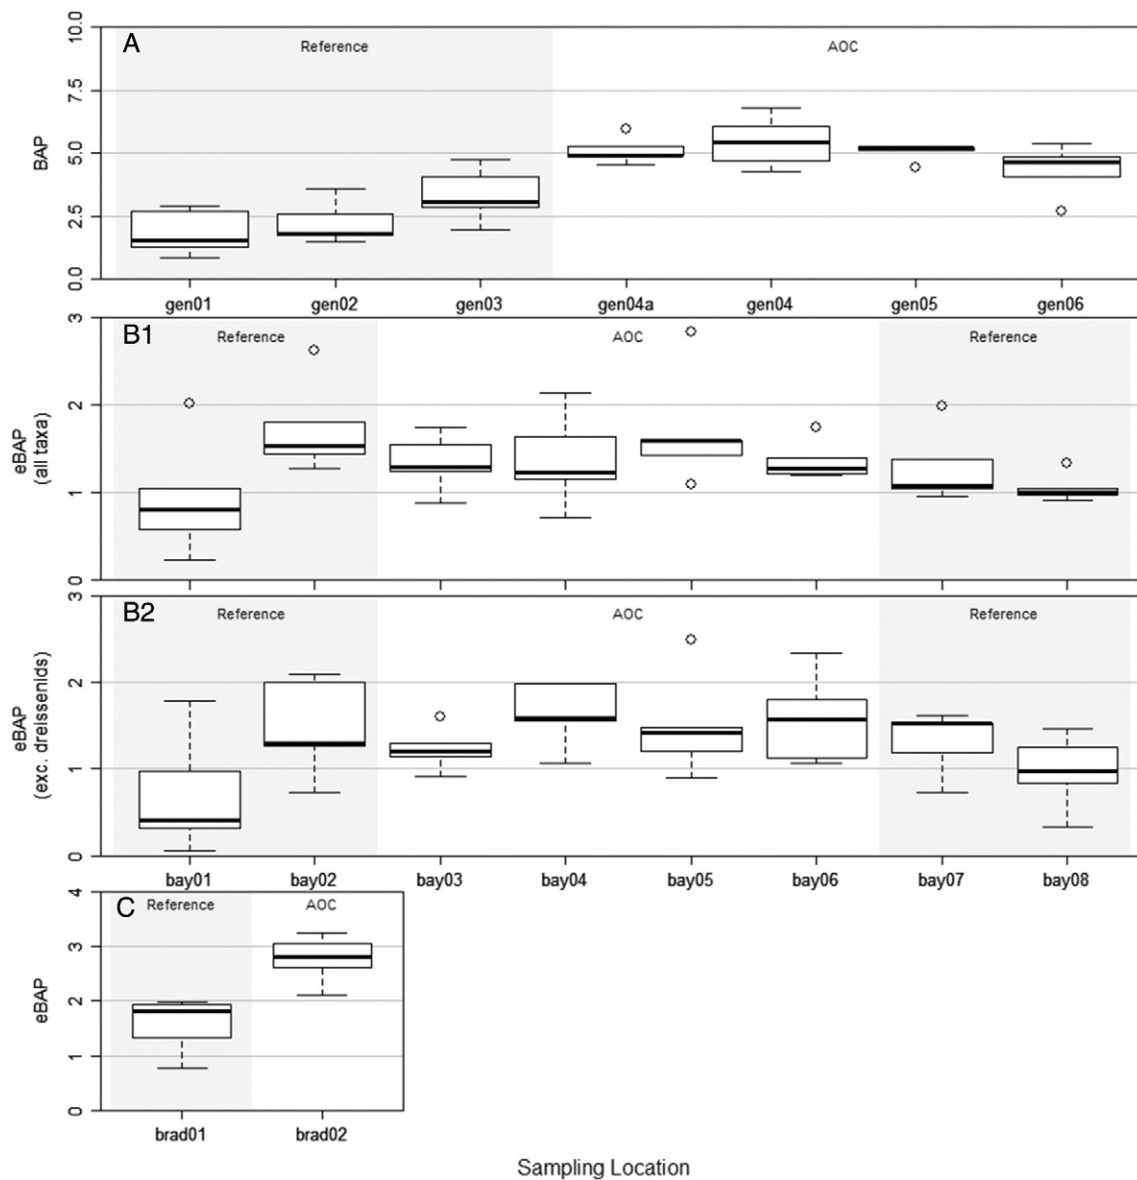 A
Reference
AOC
BAP
10.0
7.5
5.0
2.5
0.0
gen01 gen02 gen03 gen04a gen04 gen05 gen06
B1
Reference
AOC
Reference
eBAP
(all taxa)
3
2
1
0
B2
Reference
AOC
Reference
eBAP
(exc. dreissenids)
3
2
1
0
bay01 bay02 bay03 bay04 bay05 bay06 bay07 bay08
C
Reference
AOC
eBAP
4
3
2
1
0
brad01 brad02
Sampling Location